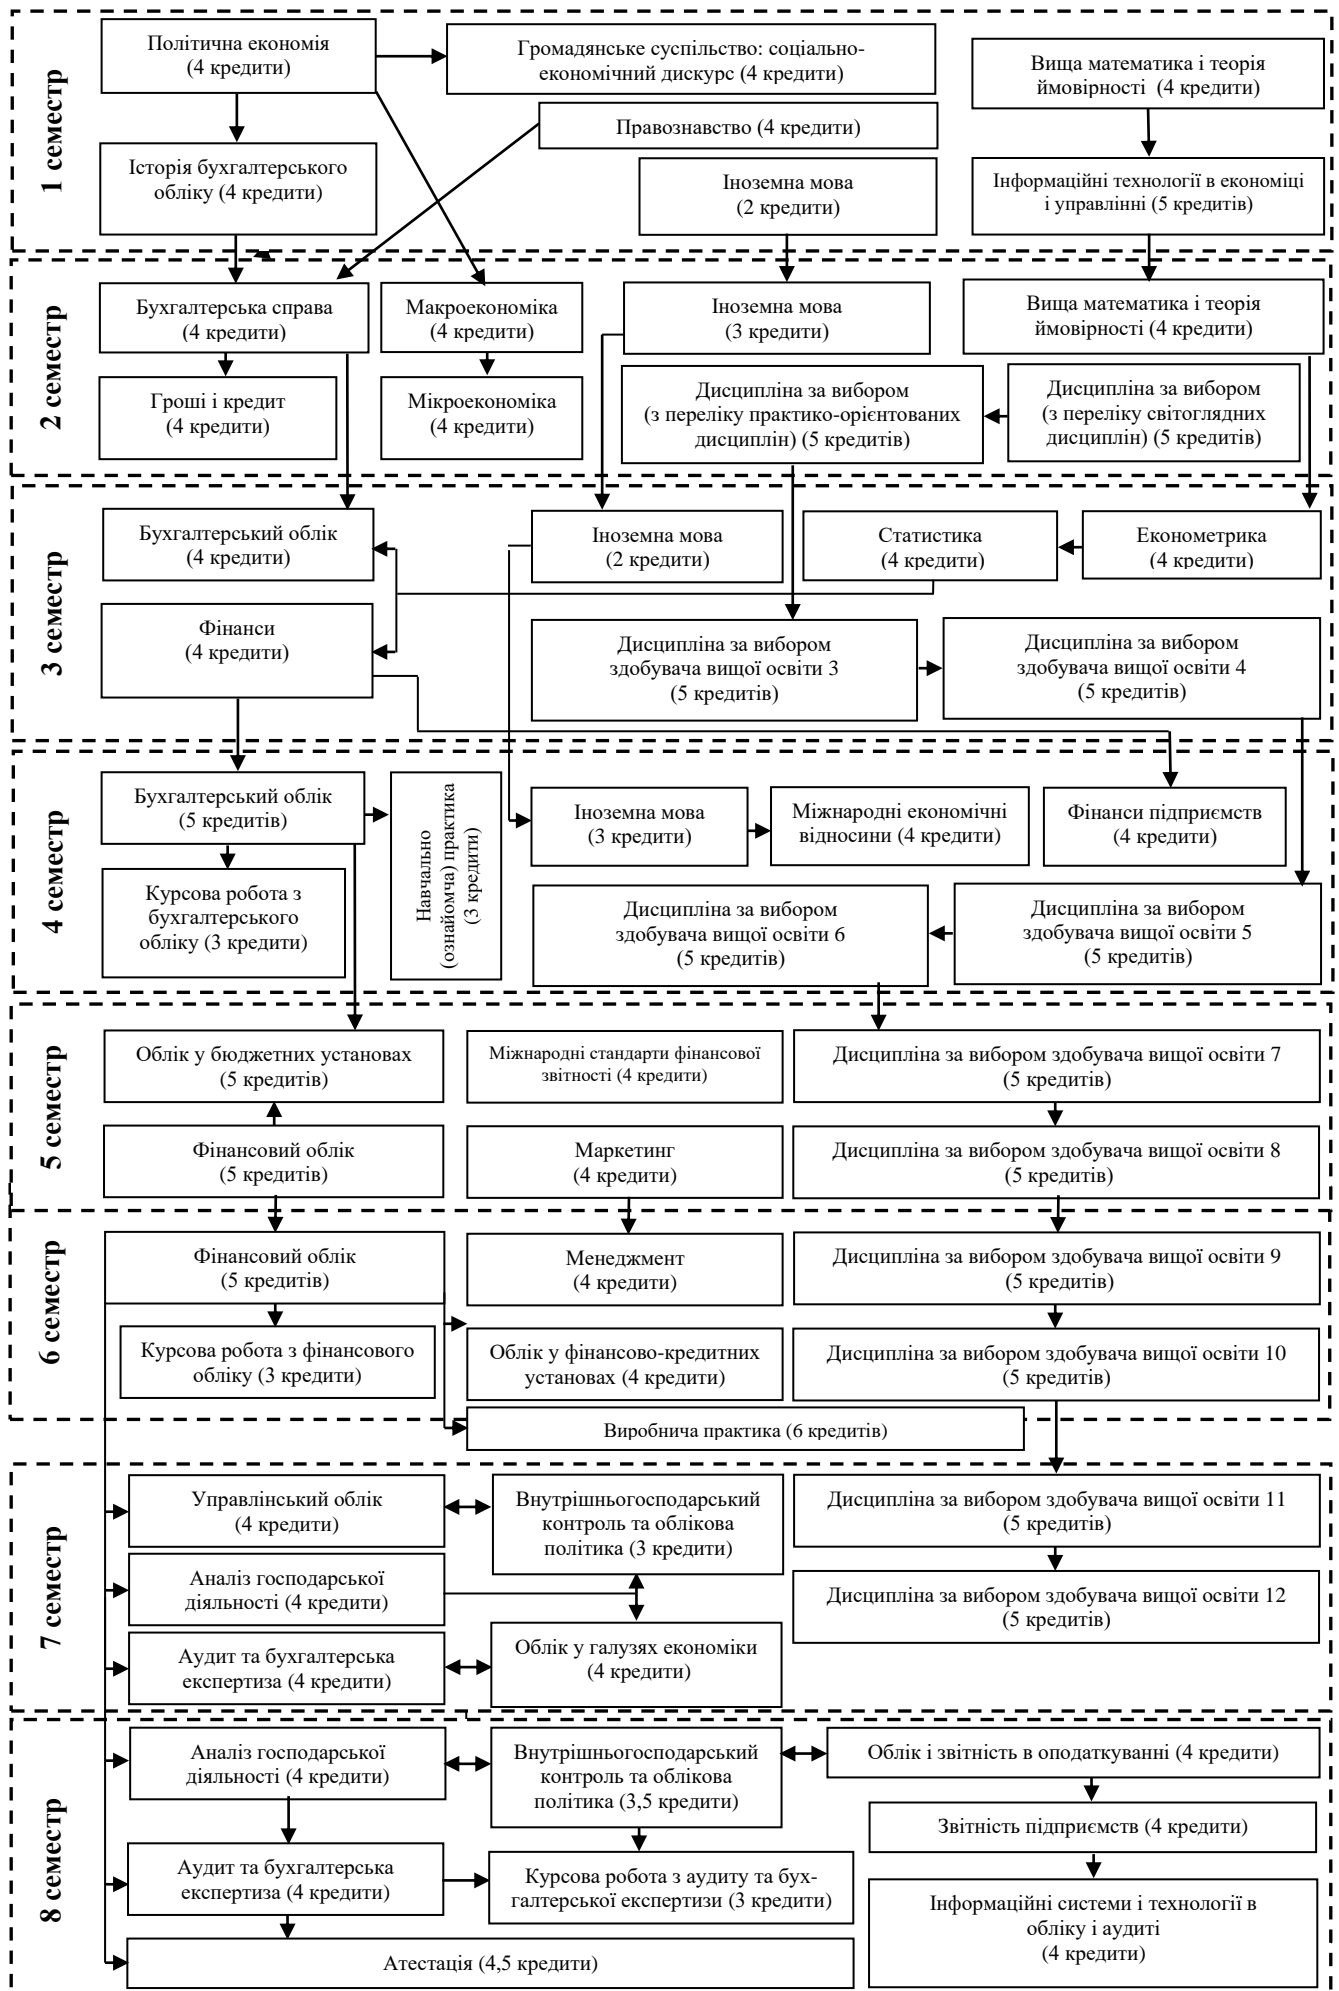 1 семестр
Політична економія
(4 кредити)
Громадянське суспільство: соціально-
економічний дискурс (4 кредити)
Вища математика і теорія
ймовірності (4 кредити)
Правознавство (4 кредити)
Історія бухгалтерського
обліку (4 кредити)
Іноземна мова
(2 кредити)
Інформаційні технології в економіці
і управлінні (5 кредитів)
2 семестр
Бухгалтерська справа
(4 кредити)
Макроекономіка
(4 кредити)
Іноземна мова
(3 кредити)
Вища математика і теорія
ймовірності (4 кредити)
Гроші і кредит
(4 кредити)
Мікроекономіка
(4 кредити)
Дисципліна за вибором
(з переліку практико-орієнтованих
дисциплін) (5 кредитів)
Дисципліна за вибором
(з переліку світоглядних
дисциплін) (5 кредитів)
3 семестр
Бухгалтерський облік
(4 кредити)
Іноземна мова
(2 кредити)
Статистика
(4 кредити)
Економетрика
(4 кредити)
Фінанси
(4 кредити)
Дисципліна за вибором
здобувача вищої освіти 3
(5 кредитів)
Дисципліна за вибором
здобувача вищої освіти 4
(5 кредитів)
4 семестр
Бухгалтерський облік
(5 кредитів)
Навчально
(ознайомча) практика
(3 кредити)
Іноземна мова
(3 кредити)
Міжнародні економічні
відносини (4 кредити)
Фінанси підприємств
(4 кредити)
Курсова робота з
бухгалтерського
обліку (3 кредити)
Дисципліна за вибором
здобувача вищої освіти 6
(5 кредитів)
Дисципліна за вибором
здобувача вищої освіти 5
(5 кредитів)
5 семестр
Облік у бюджетних установах
(5 кредитів)
Міжнародні стандарти фінансової
звітності (4 кредити)
Дисципліна за вибором здобувача вищої освіти 7
(5 кредитів)
Фінансовий облік
(5 кредитів)
Маркетинг
(4 кредити)
Дисципліна за вибором здобувача вищої освіти 8
(5 кредитів)
6 семестр
Фінансовий облік
(5 кредитів)
Менеджмент
(4 кредити)
Дисципліна за вибором здобувача вищої освіти 9
(5 кредитів)
Курсова робота з фінансового
обліку (3 кредити)
Облік у фінансово-кредитних
установах (4 кредити)
Дисципліна за вибором здобувача вищої освіти 10
(5 кредитів)
Виробнича практика (6 кредитів)
7 семестр
Управлінський облік
(4 кредити)
Внутрішньогосподарський
контроль та облікова
політика (3 кредити)
Дисципліна за вибором здобувача вищої освіти 11
(5 кредитів)
Аналіз господарської
діяльності (4 кредити)
Дисципліна за вибором здобувача вищої освіти 12
(5 кредитів)
Аудит та бухгалтерська
експертиза (4 кредити)
Облік у галузях економіки
(4 кредити)
8 семестр
Аналіз господарської
діяльності (4 кредити)
Внутрішньогосподарський
контроль та облікова
політика (3,5 кредити)
Облік і звітність в оподаткуванні (4 кредити)
Звітність підприємств (4 кредити)
Аудит та бухгалтерська
експертиза (4 кредити)
Курсова робота з аудиту та бух-
галтерської експертизи (3 кредити)
Інформаційні системи і технології в
обліку і аудиті
(4 кредити)
Атестація (4,5 кредити)